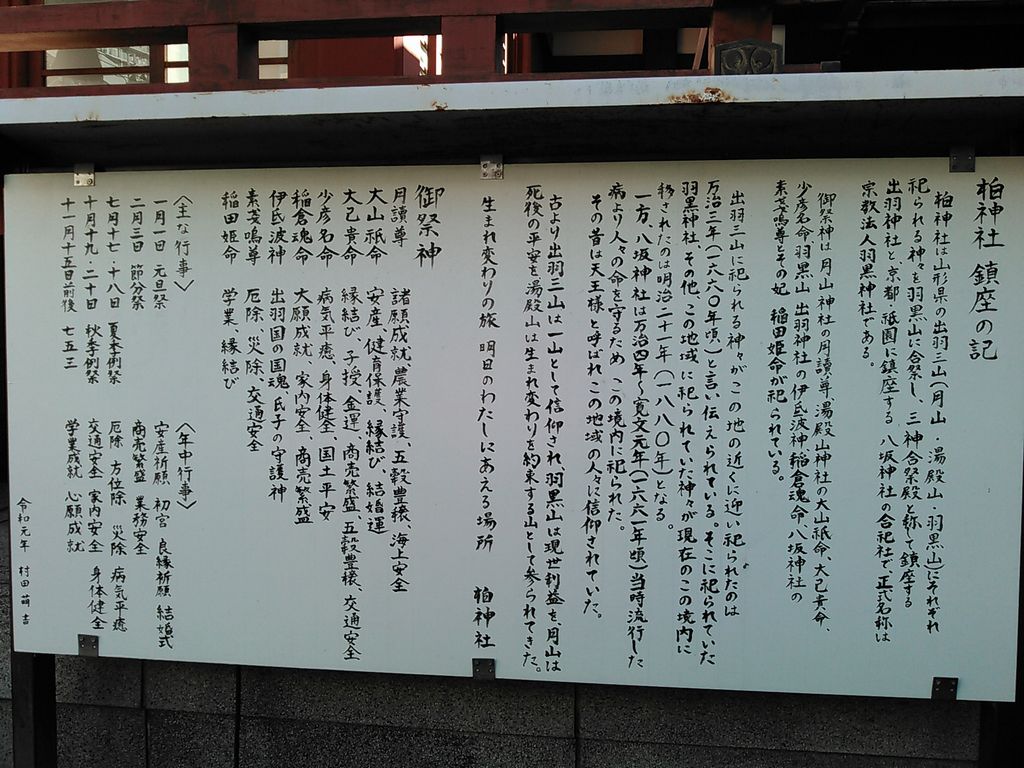 柏神社 鎮座の記
柏神社は山形県の出羽三山(月山・湯殿山・羽黒山)にそれぞれ
祀られる神々を羽黒山に合祭し、三神合祭殿と称して鎮座する
出羽神社と京都祇園に鎮座する 八坂神社の合祀社で正式名称は
宗教法人羽黒神社である。
御祭神は月山神社の月讀尊、湯殿山神社の大山祇命、大己貴命、
少彦名命 羽黒山 出羽神社の伊氐波神 稲倉魂命、八坂神社の
素戔嗚尊とその妃 稲田姫命が祀られている。
出羽三山に祀られる神々がこの地の近くに迎い祀られたのは
万治三年(一六六〇年頃)と言い伝えられている。そこに祀られていた
羽黒神社、その他、この地域に祀られていた神々が現在のこの境内に
移されたのは明治二十一年(一八八〇年)となる。
一方、八坂神社は万治四年~寛文元年(一六六一年頃)当時流行した
病より人々の命を守るため この境内に祀られた。
その昔は天王様と呼ばれ この地域の人々に信仰されていた。
古より出羽三山は一山として信仰され、羽黒山は現世利益を、月山は
死後の平安を湯殿山は生まれ変わりを約束する山として参られてきた。
生まれ変わりの旅 明日のわたしにあえる場所 柏神社
御祭神
月讀尊 諸願成就、農業守護、五穀豊穣、海上安全
大山祇命 安産、健育保護、縁結び、結婚運
大己貴命 縁結び、子授、金運、商売繁盛、五穀豊穣、交通安全
少彦名命 病気平癒、身体健全、国土平安
稲倉魂命 大願成就、家内安全、商売繁盛
伊氐波神 出羽国の国魂、氏子の守護神
素戔嗚尊 厄除、災除、交通安全
稲田姫命 学業、縁結び
〈主な行事〉
一月一日 元旦祭
二月三日 節分祭
七月十七・十八日 夏季例祭
十月十九・二十日 秋季例祭
十一月十五日前後 七五三
〈年中行事〉
安産祈願 初宮 良縁祈願 結婚式
商売繁盛 業務安全
厄除 方位除 災除 病気平癒
交通安全 家内安全 身体健全
学業成就 心願成就
令和元年 村田 萌吉